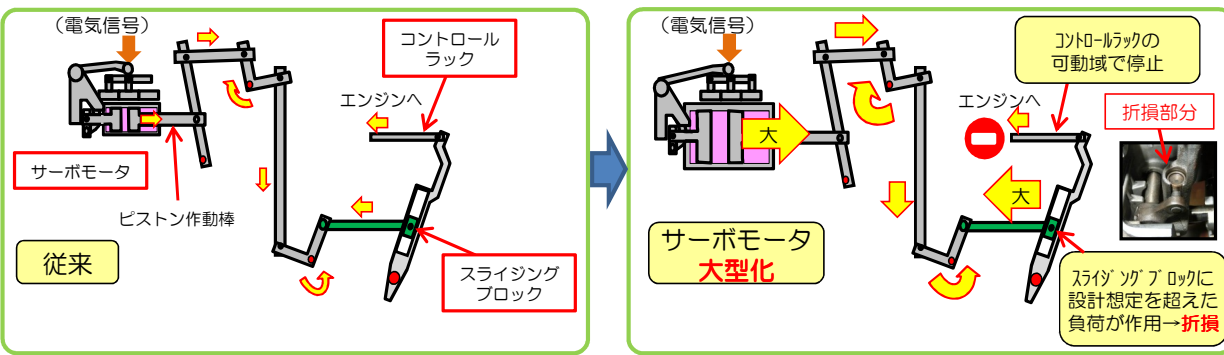 (電気信号)
コントロール
ラック
エンジンへ
サーボモータ
ピストン作動棒
従来
スライジング
ブロック
(電気信号)
コントロールラックの
可動域で停止
エンジンへ
折損部分
大
大
サーボモータ
大型化
スライジングブロックに
設計想定を超えた
負荷が作用→折損